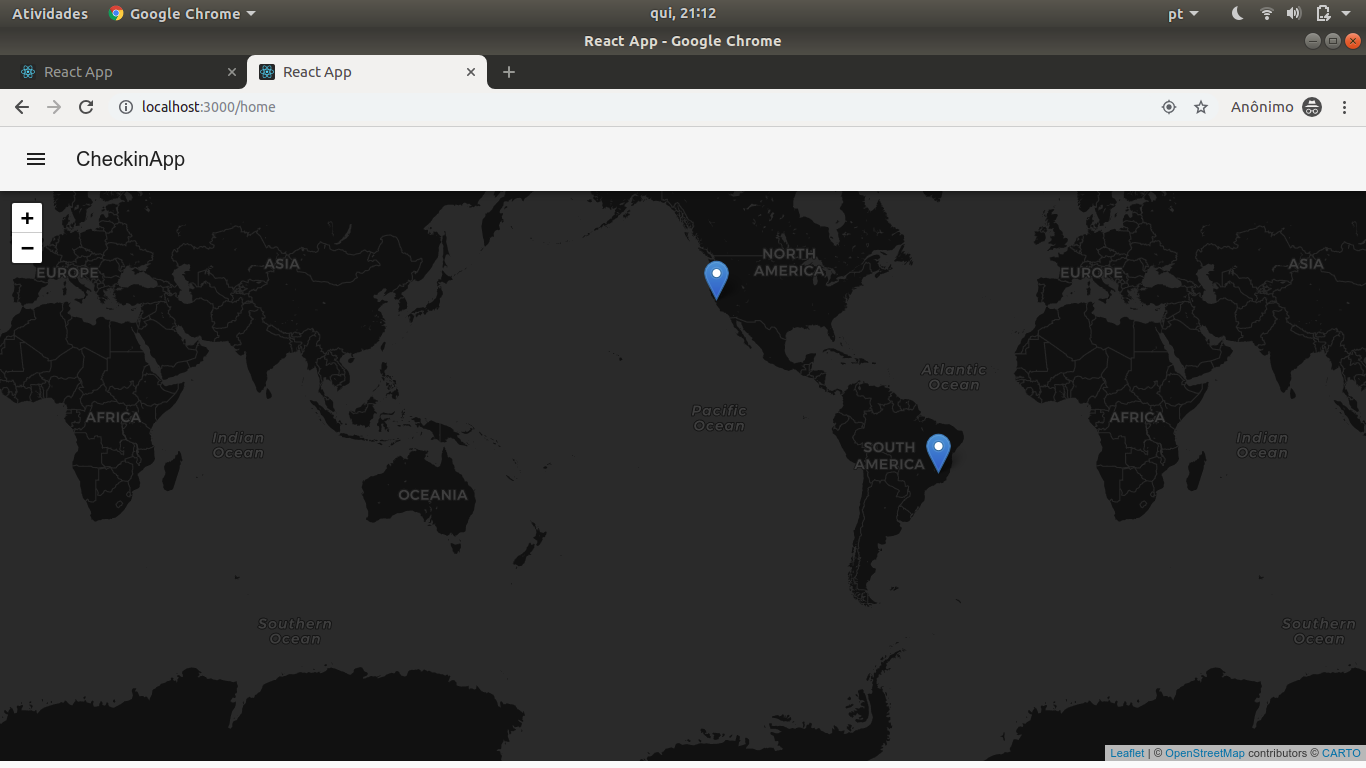 Atividades Google Chrome qui, 21:12 pt
React App - Google Chrome
React App React App
localhost:3000/home Anônimo
CheckinApp
+
−
EUROPE ASIA NORTH AMERICA EUROPE ASIA
Atlantic Ocean
AFRICA Pacific Ocean AFRICA
Indian Ocean SOUTH AMERICA Indian Ocean
OCEANIA
Southern Ocean Southern Ocean
Leaflet | © OpenStreetMap contributors © CARTO